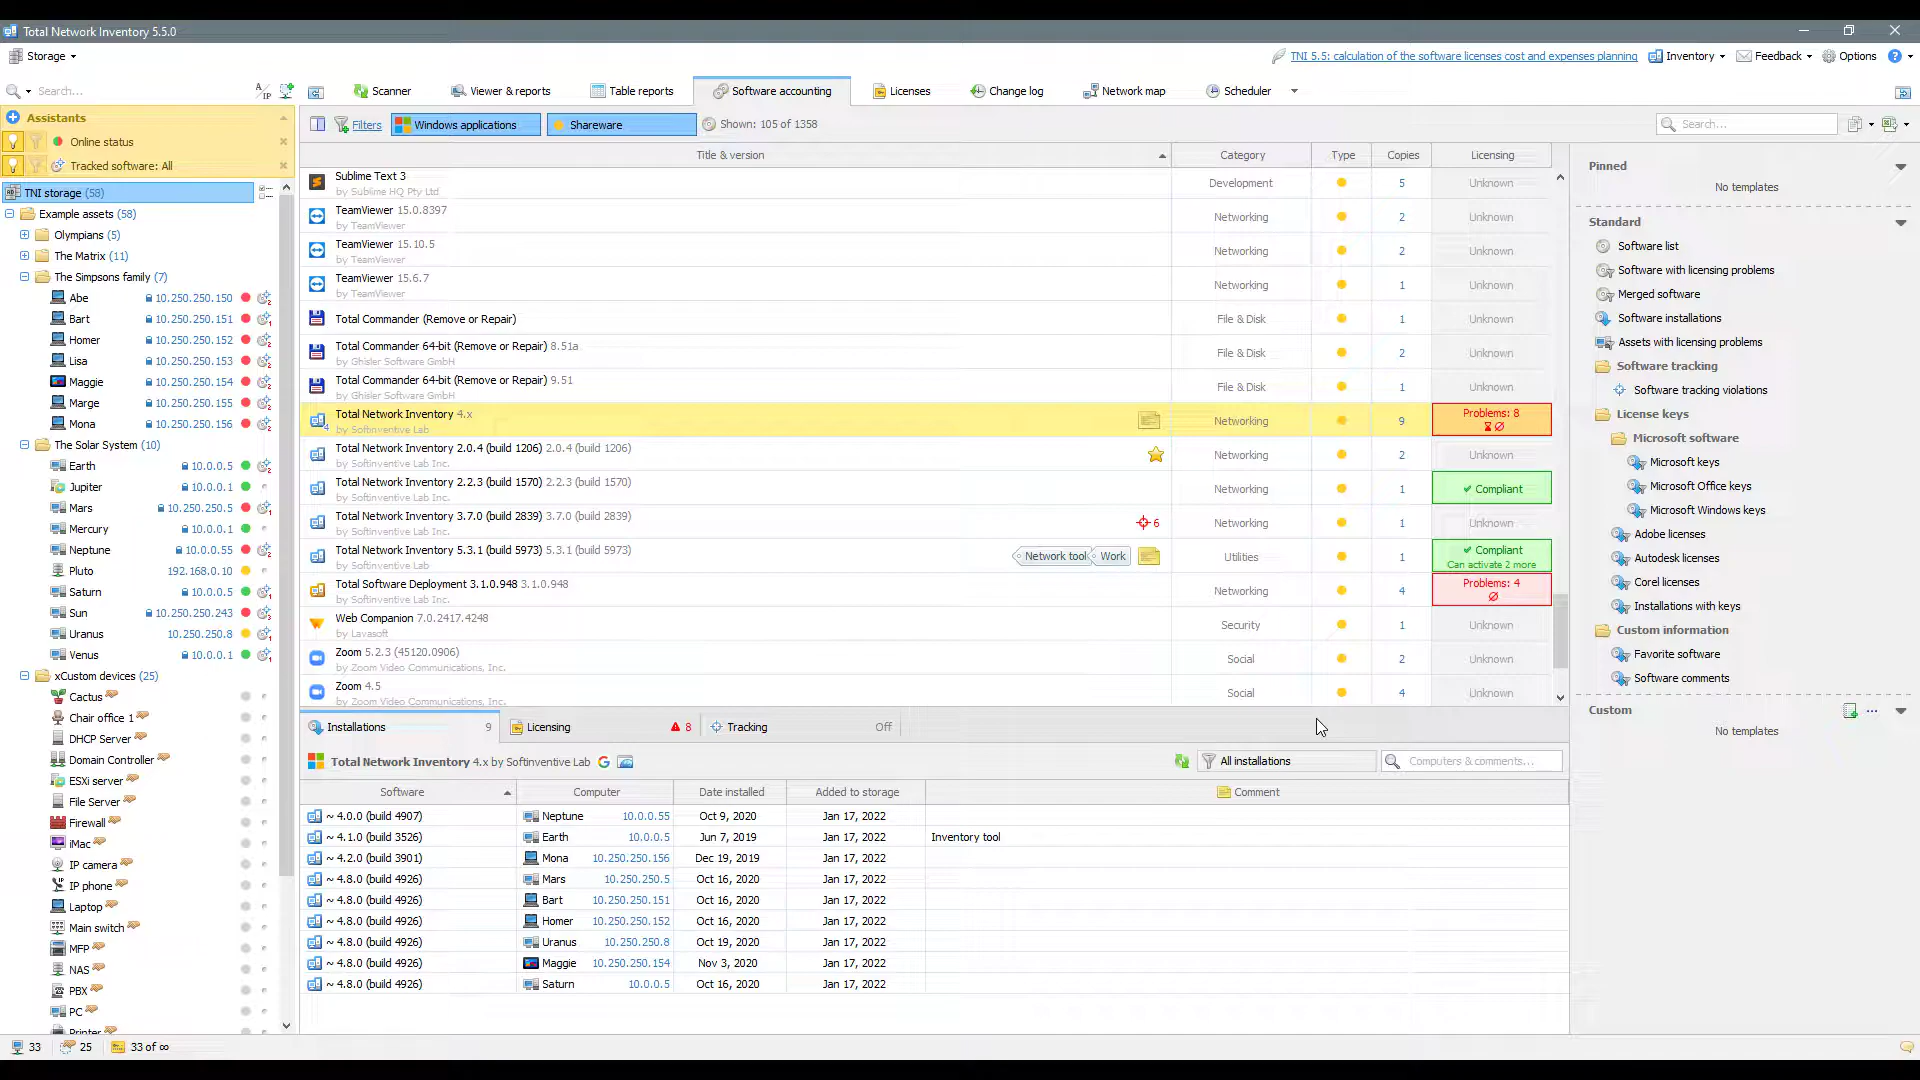 Total Network Inventory 5.5.0
Storage
TNI 5.5: calculation of the software licenses cost and expenses planning
Inventory
Feedback
Options
Search...
A/IP
Scanner
Viewer & reports
Table reports
Software accounting
Licenses
Change log
Network map
Scheduler
Assistants
Online status
Tracked software: All
TNI storage (58)
Example assets (58)
Olympians (5)
The Matrix (11)
The Simpsons family (7)
Abe 10.250.250.150 2
Bart 10.250.250.151 1
Homer 10.250.250.152 2
Lisa 10.250.250.153 2
Maggie 10.250.250.154 2
Marge 10.250.250.155 2
Mona 10.250.250.156 2
The Solar System (10)
Earth 10.0.0.5 2
Jupiter 10.0.0.1
Mars 10.250.250.5 1
Mercury 10.0.0.1
Neptune 10.0.0.55 2
Pluto 192.168.0.10
Saturn 10.0.0.5 1
Sun 10.250.250.243 3
Uranus 10.250.250.8 1
Venus 10.0.0.1 1
xCustom devices (25)
Cactus
Chair office 1
DHCP Server
Domain Controller
ESXi server
File Server
Firewall
iMac
IP camera
IP phone
Laptop
Main switch
MFP
NAS
PBX
PC
Printer
33 25 33 of ∞
Filters
Windows applications
Shareware
Shown: 105 of 1358
Search...
Title & version Category Type Copies Licensing
Sublime Text 3
by Sublime HQ Pty Ltd
Development 5 Unknown
TeamViewer 15.0.8397
by TeamViewer
Networking 2 Unknown
TeamViewer 15.10.5
by TeamViewer
Networking 2 Unknown
TeamViewer 15.6.7
by TeamViewer
Networking 1 Unknown
Total Commander (Remove or Repair) File & Disk 1 Unknown
Total Commander 64-bit (Remove or Repair) 8.51a
by Ghisler Software GmbH
File & Disk 2 Unknown
Total Commander 64-bit (Remove or Repair) 9.51
by Ghisler Software GmbH
File & Disk 1 Unknown
Total Network Inventory 4.x
by Softinventive Lab
Networking 9 Problems: 8
Total Network Inventory 2.0.4 (build 1206) 2.0.4 (build 1206)
by Softinventive Lab Inc.
Networking 2 Unknown
Total Network Inventory 2.2.3 (build 1570) 2.2.3 (build 1570)
by Softinventive Lab Inc.
Networking 1 Compliant
Total Network Inventory 3.7.0 (build 2839) 3.7.0 (build 2839)
by Softinventive Lab Inc.
6 Networking 1 Unknown
Total Network Inventory 5.3.1 (build 5973) 5.3.1 (build 5973)
by Softinventive Lab
Network tool Work Utilities 1 Compliant
Can activate 2 more
Total Software Deployment 3.1.0.948 3.1.0.948
by Softinventive Lab Inc.
Networking 4 Problems: 4
Web Companion 7.0.2417.4248
by Lavasoft
Security 1 Unknown
Zoom 5.2.3 (45120.0906)
by Zoom Video Communications, Inc.
Social 2 Unknown
Zoom 4.5
by Zoom Video Communications, Inc.
Social 4 Unknown
Installations 9
Licensing 8
Tracking Off
Total Network Inventory 4.x by Softinventive Lab
All installations
Computers & comments...
Software Computer Date installed Added to storage Comment
~ 4.0.0 (build 4907) Neptune 10.0.0.55 Oct 9, 2020 Jan 17, 2022
~ 4.1.0 (build 3526) Earth 10.0.0.5 Jun 7, 2019 Jan 17, 2022 Inventory tool
~ 4.2.0 (build 3901) Mona 10.250.250.156 Dec 19, 2019 Jan 17, 2022
~ 4.8.0 (build 4926) Mars 10.250.250.5 Oct 16, 2020 Jan 17, 2022
~ 4.8.0 (build 4926) Bart 10.250.250.151 Oct 16, 2020 Jan 17, 2022
~ 4.8.0 (build 4926) Homer 10.250.250.152 Oct 16, 2020 Jan 17, 2022
~ 4.8.0 (build 4926) Uranus 10.250.250.8 Oct 19, 2020 Jan 17, 2022
~ 4.8.0 (build 4926) Maggie 10.250.250.154 Nov 3, 2020 Jan 17, 2022
~ 4.8.0 (build 4926) Saturn 10.0.0.5 Oct 16, 2020 Jan 17, 2022
Pinned
No templates
Standard
Software list
Software with licensing problems
Merged software
Software installations
Assets with licensing problems
Software tracking
Software tracking violations
License keys
Microsoft software
Microsoft keys
Microsoft Office keys
Microsoft Windows keys
Adobe licenses
Autodesk licenses
Corel licenses
Installations with keys
Custom information
Favorite software
Software comments
Custom
No templates